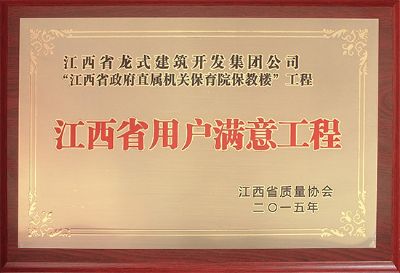 江西省龙式建筑开发集团公司
“江西省政府直属机关保育院保教楼”工程
江西省用户满意工程
江西省质量协会
二〇一五年